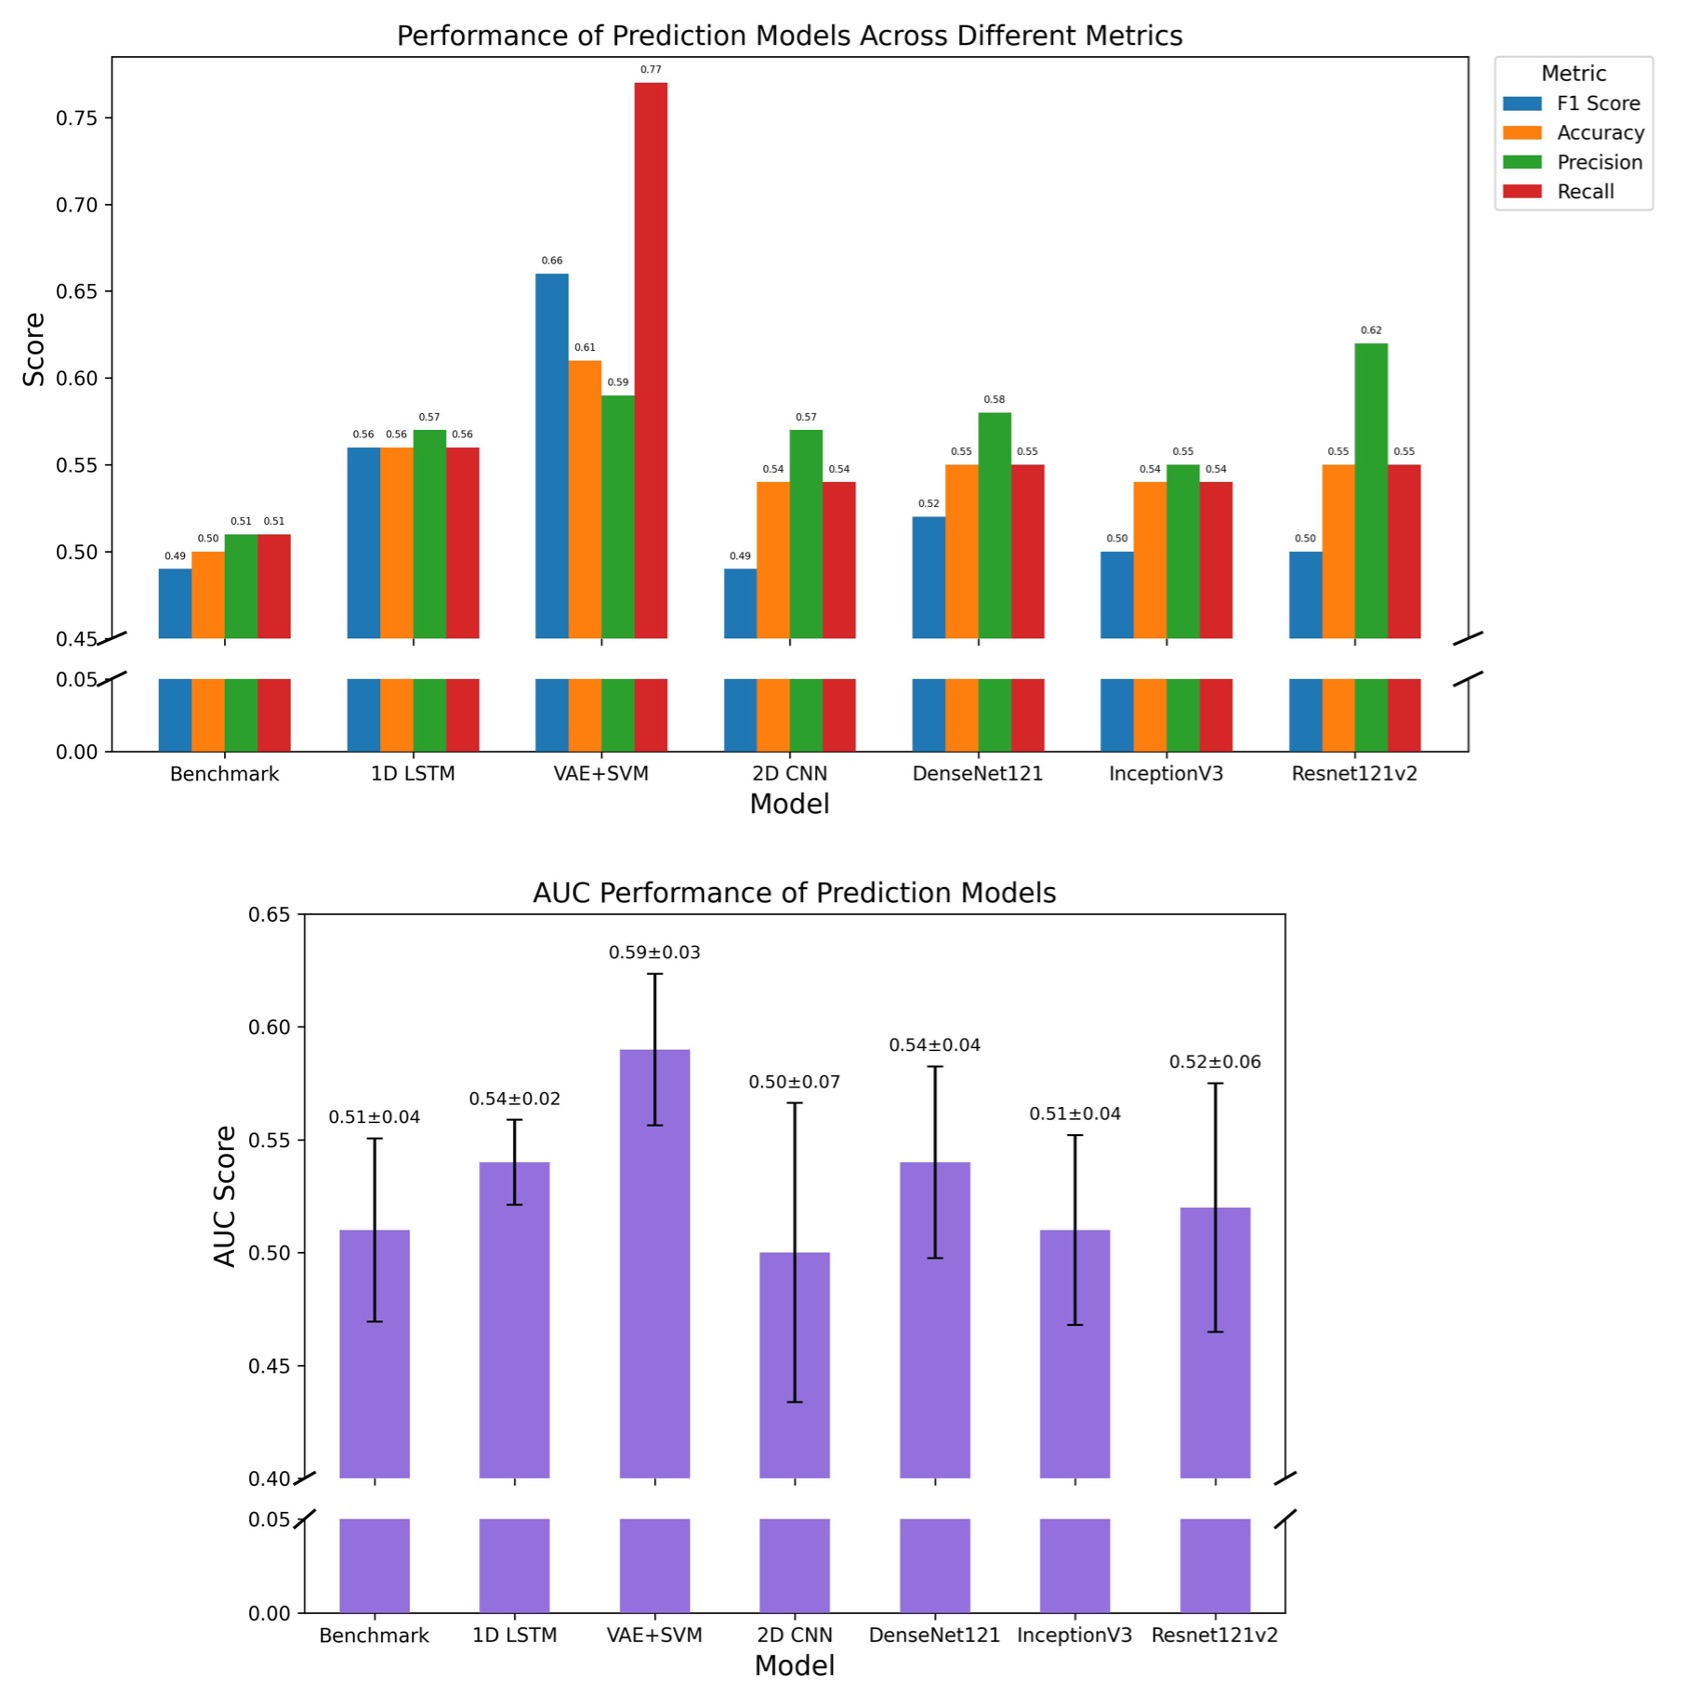 Performance of Prediction Models Across Different Metrics
Metric
F1 Score
Accuracy
Precision
Recall
Score
0.75
0.70
0.65
0.60
0.55
0.50
0.45
0.05
0.00
0.49 0.50 0.51 0.51
0.56 0.56 0.57 0.56
0.66 0.61 0.59 0.77
0.49 0.54 0.57 0.54
0.52 0.55 0.58 0.55
0.50 0.54 0.55 0.54
0.50 0.55 0.62 0.55
Benchmark 1D LSTM VAE+SVM 2D CNN DenseNet121 InceptionV3 Resnet121v2
Model
AUC Performance of Prediction Models
AUC Score
0.65
0.60
0.55
0.50
0.45
0.40
0.05
0.00
0.51±0.04
0.54±0.02
0.59±0.03
0.50±0.07
0.54±0.04
0.51±0.04
0.52±0.06
Benchmark 1D LSTM VAE+SVM 2D CNN DenseNet121 InceptionV3 Resnet121v2
Model